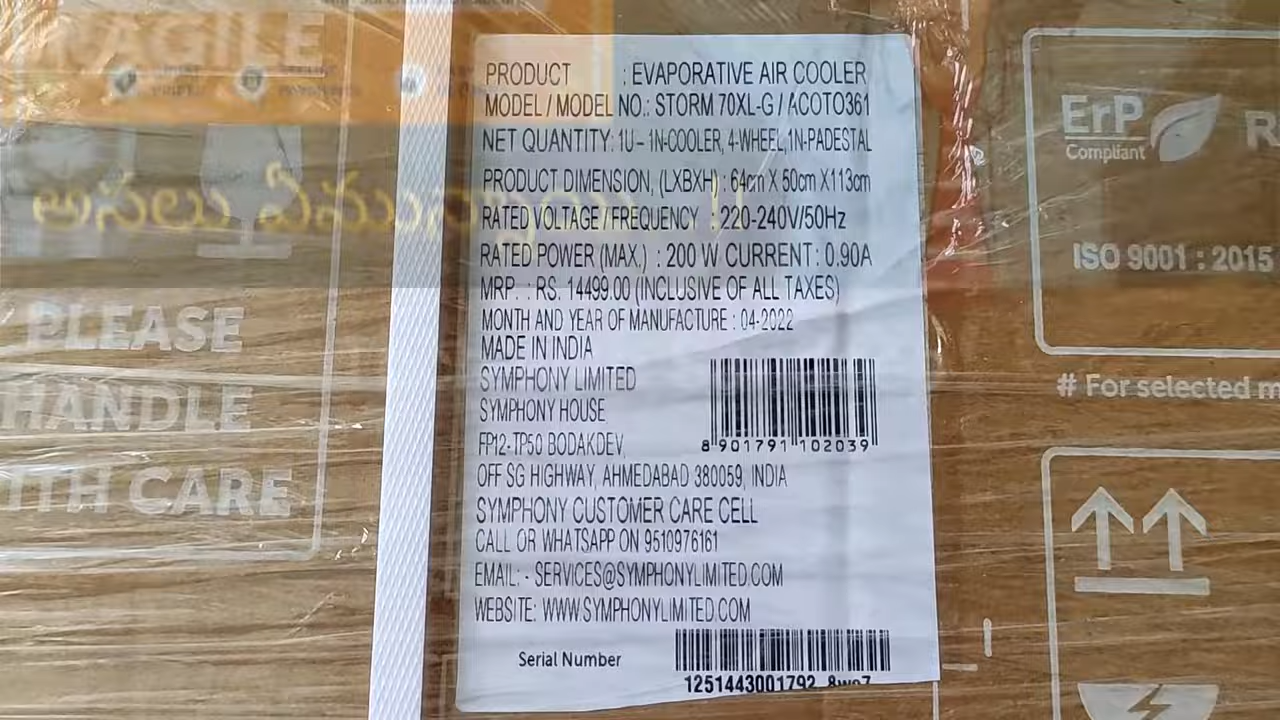 FRAGILE
అసలు ఏమున్నాయి
PRODUCT : EVAPORATIVE AIR COOLER
MODEL / MODEL NO.: STORM 70XL-G / ACOTO361
NET QUANTITY: 1U – 1N-COOLER, 4-WHEEL,1N-PADESTAL
PRODUCT DIMENSION, (LXBXH) : 64cm X 50cm X113cm
RATED VOLTAGE / FREQUENCY : 220-240V/50Hz
RATED POWER (MAX.) : 200 W CURRENT : 0.90A
MRP. : RS. 14499.00 (INCLUSIVE OF ALL TAXES)
MONTH AND YEAR OF MANUFACTURE : 04-2022
MADE IN INDIA
SYMPHONY LIMITED
SYMPHONY HOUSE
FP12-TP50 BODAKDEV,
8 901791 102039
OFF SG HIGHWAY, AHMEDABAD 380059, INDIA
SYMPHONY CUSTOMER CARE CELL
CALL OR WHATSAPP ON 9510976161
EMAIL: - SERVICES@SYMPHONYLIMITED.COM
WEBSITE: WWW.SYMPHONYLIMITED.COM
Serial Number
1251443001792
PLEASE
HANDLE
WITH CARE
ErP
Compliant
R
ISO 9001 : 2015
# For selected m